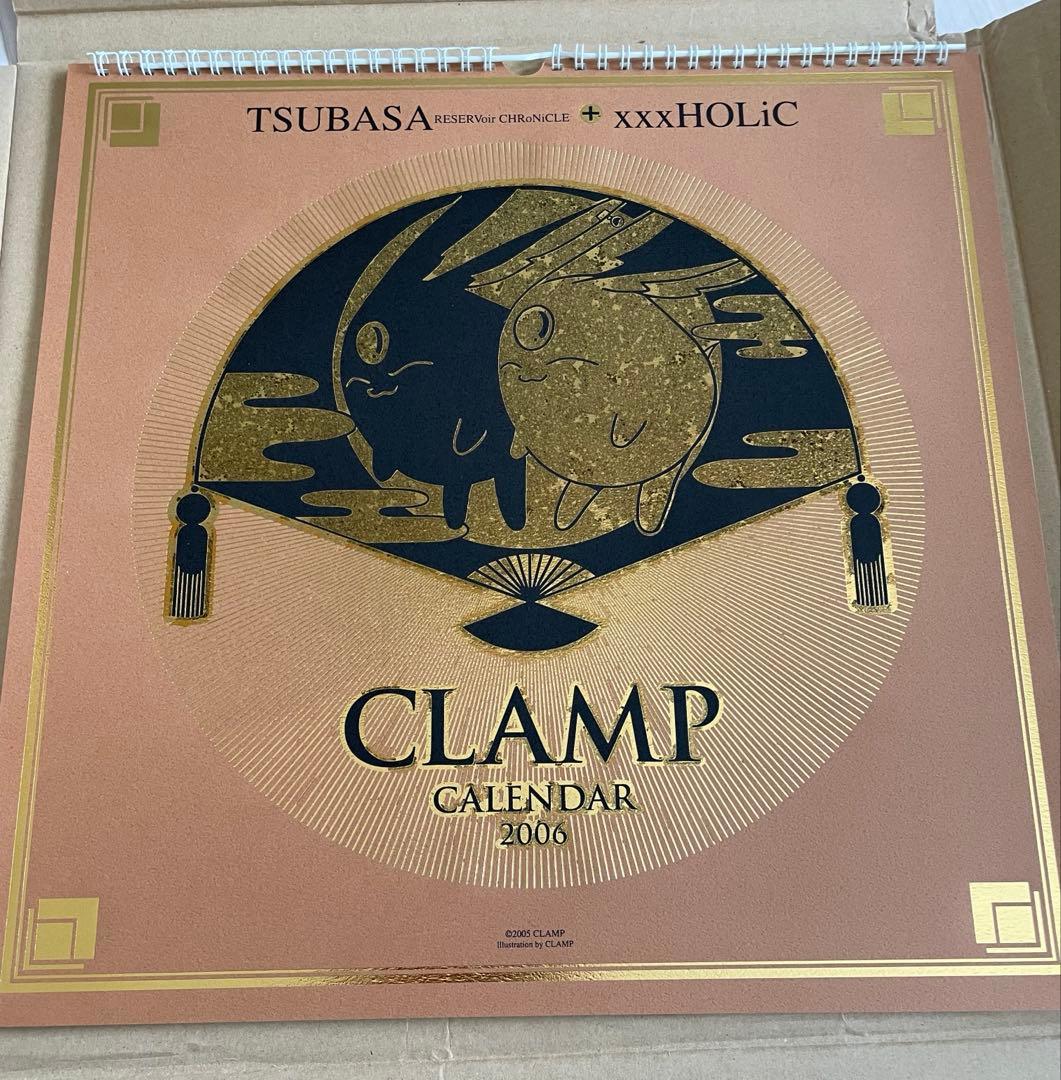 TSUBASA RESERVoir CHRoNiCLE + xxxHOLiC
CLAMP
CALENDAR
2006
©2005 CLAMP
Illustration by CLAMP